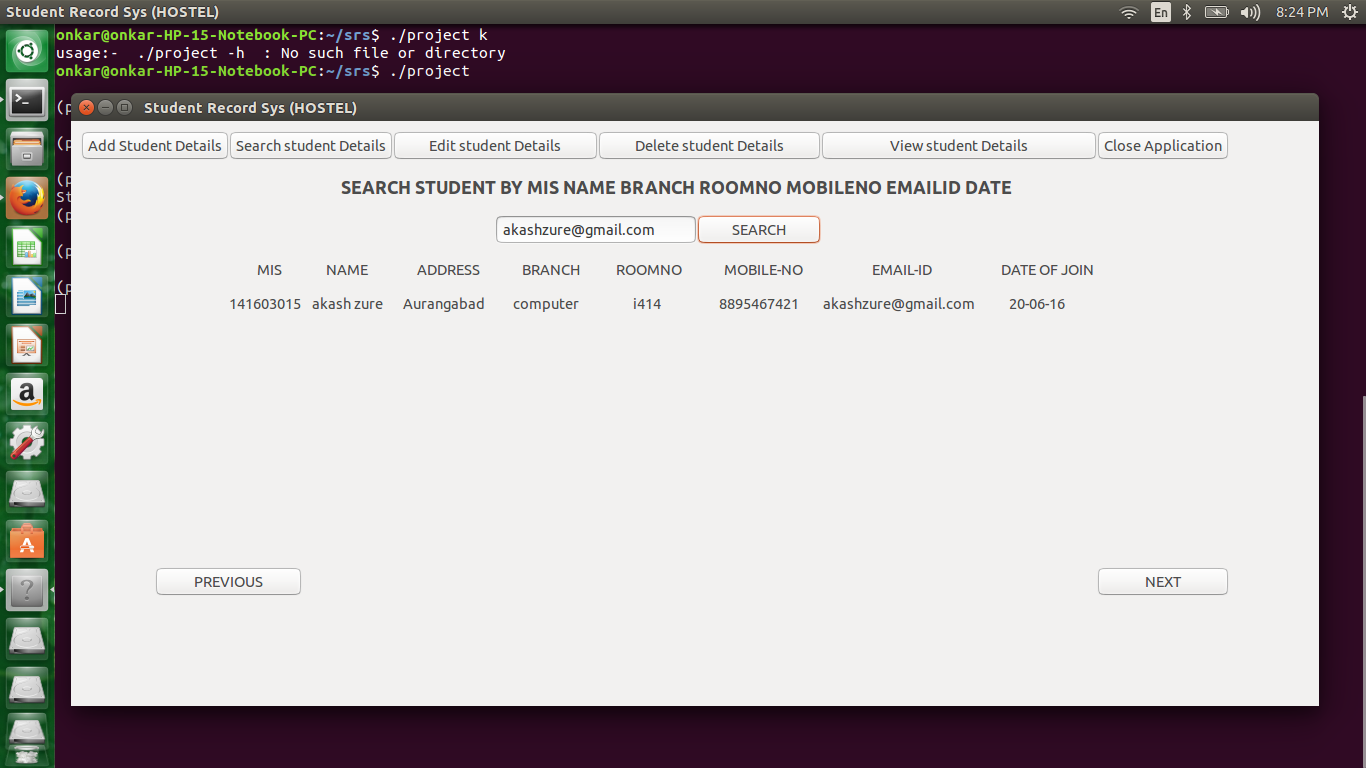 Student Record Sys (HOSTEL) En 8:24 PM
onkar@onkar-HP-15-Notebook-PC:~/srs$ ./project k
usage:- ./project -h : No such file or directory
onkar@onkar-HP-15-Notebook-PC:~/srs$ ./project
(p
Student Record Sys (HOSTEL)
(p
Add Student Details Search student Details Edit student Details Delete student Details View student Details Close Application
(p
SEARCH STUDENT BY MIS NAME BRANCH ROOMNO MOBILENO EMAILID DATE
St
(p
akashzure@gmail.com SEARCH
(p
MIS NAME ADDRESS BRANCH ROOMNO MOBILE-NO EMAIL-ID DATE OF JOIN
(p
141603015 akash zure Aurangabad computer i414 8895467421 akashzure@gmail.com 20-06-16
PREVIOUS NEXT